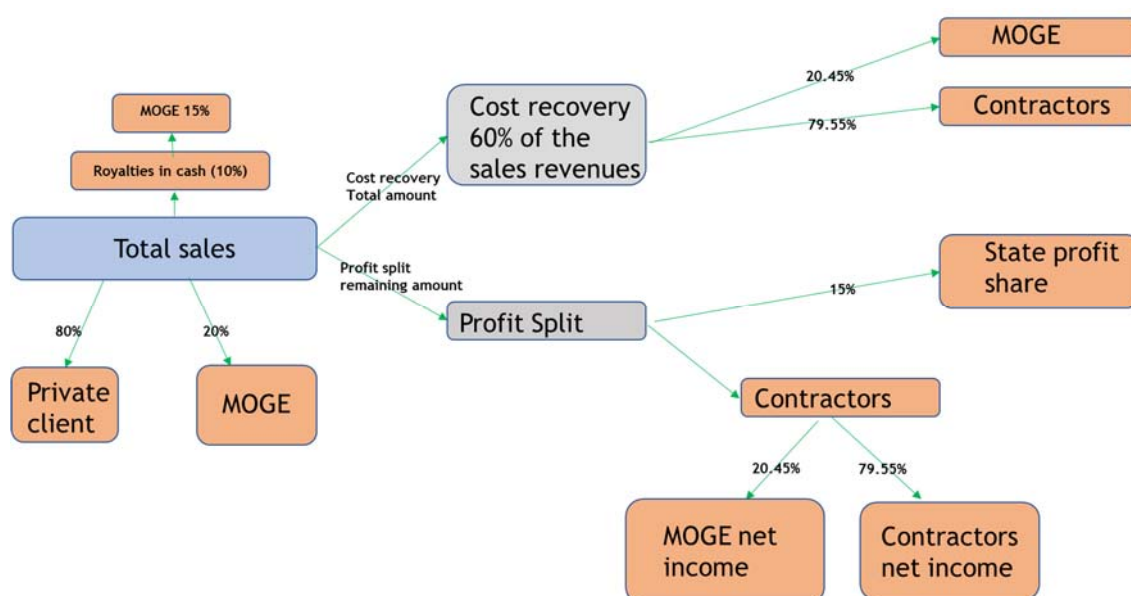 MOGE
20.45%
Cost recovery
60% of the
sales revenues
79.55%
Contractors
MOGE 15%
Royalties in cash (10%)
Cost recovery
Total amount
Total sales
Profit split
remaining amount
State profit
share
15%
Profit Split
80%
20%
Private
client
MOGE
Contractors
20.45%
79.55%
MOGE net
income
Contractors
net income